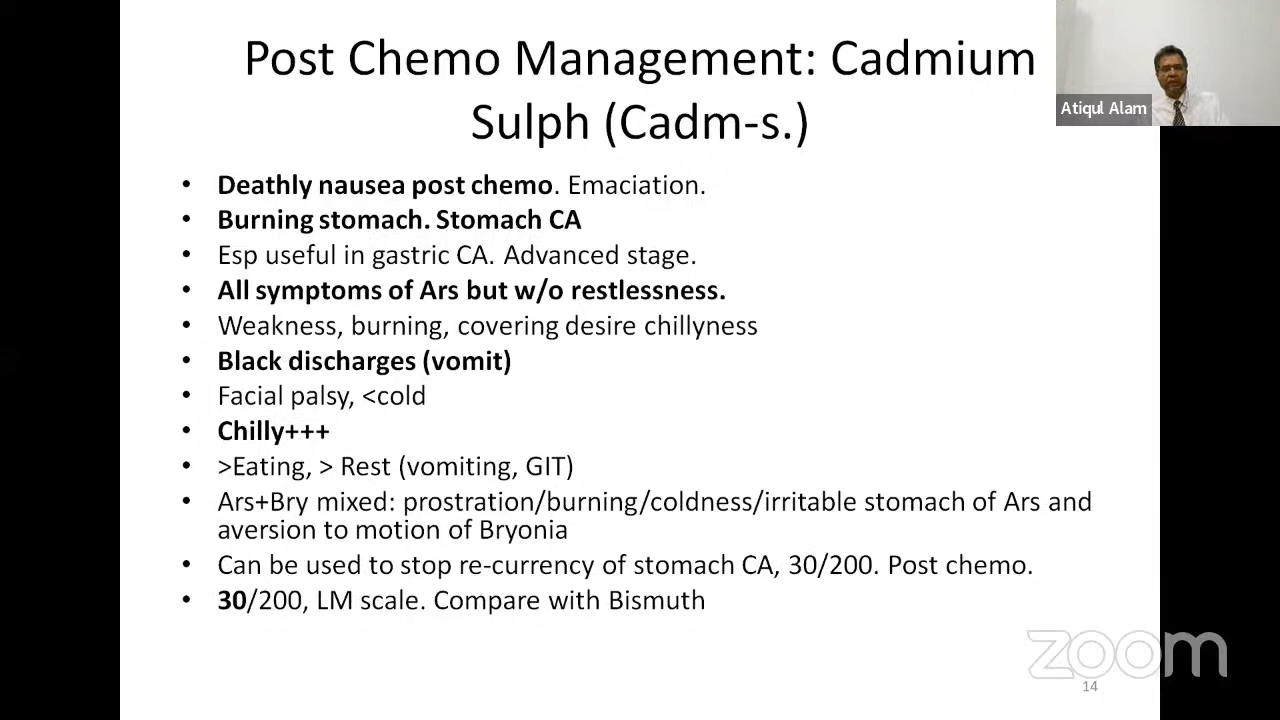 Post Chemo Management: Cadmium
Sulph (Cadm-s.)
Atiqul Alam
• Deathly nausea post chemo. Emaciation.
• Burning stomach. Stomach CA
• Esp useful in gastric CA. Advanced stage.
• All symptoms of Ars but w/o restlessness.
• Weakness, burning, covering desire chillyness
• Black discharges (vomit)
• Facial palsy, <cold
• Chilly+++
• >Eating, > Rest (vomiting, GIT)
• Ars+Bry mixed: prostration/burning/coldness/irritable stomach of Ars and
aversion to motion of Bryonia
• Can be used to stop re-currency of stomach CA, 30/200. Post chemo.
• 30/200, LM scale. Compare with Bismuth
zoom
14